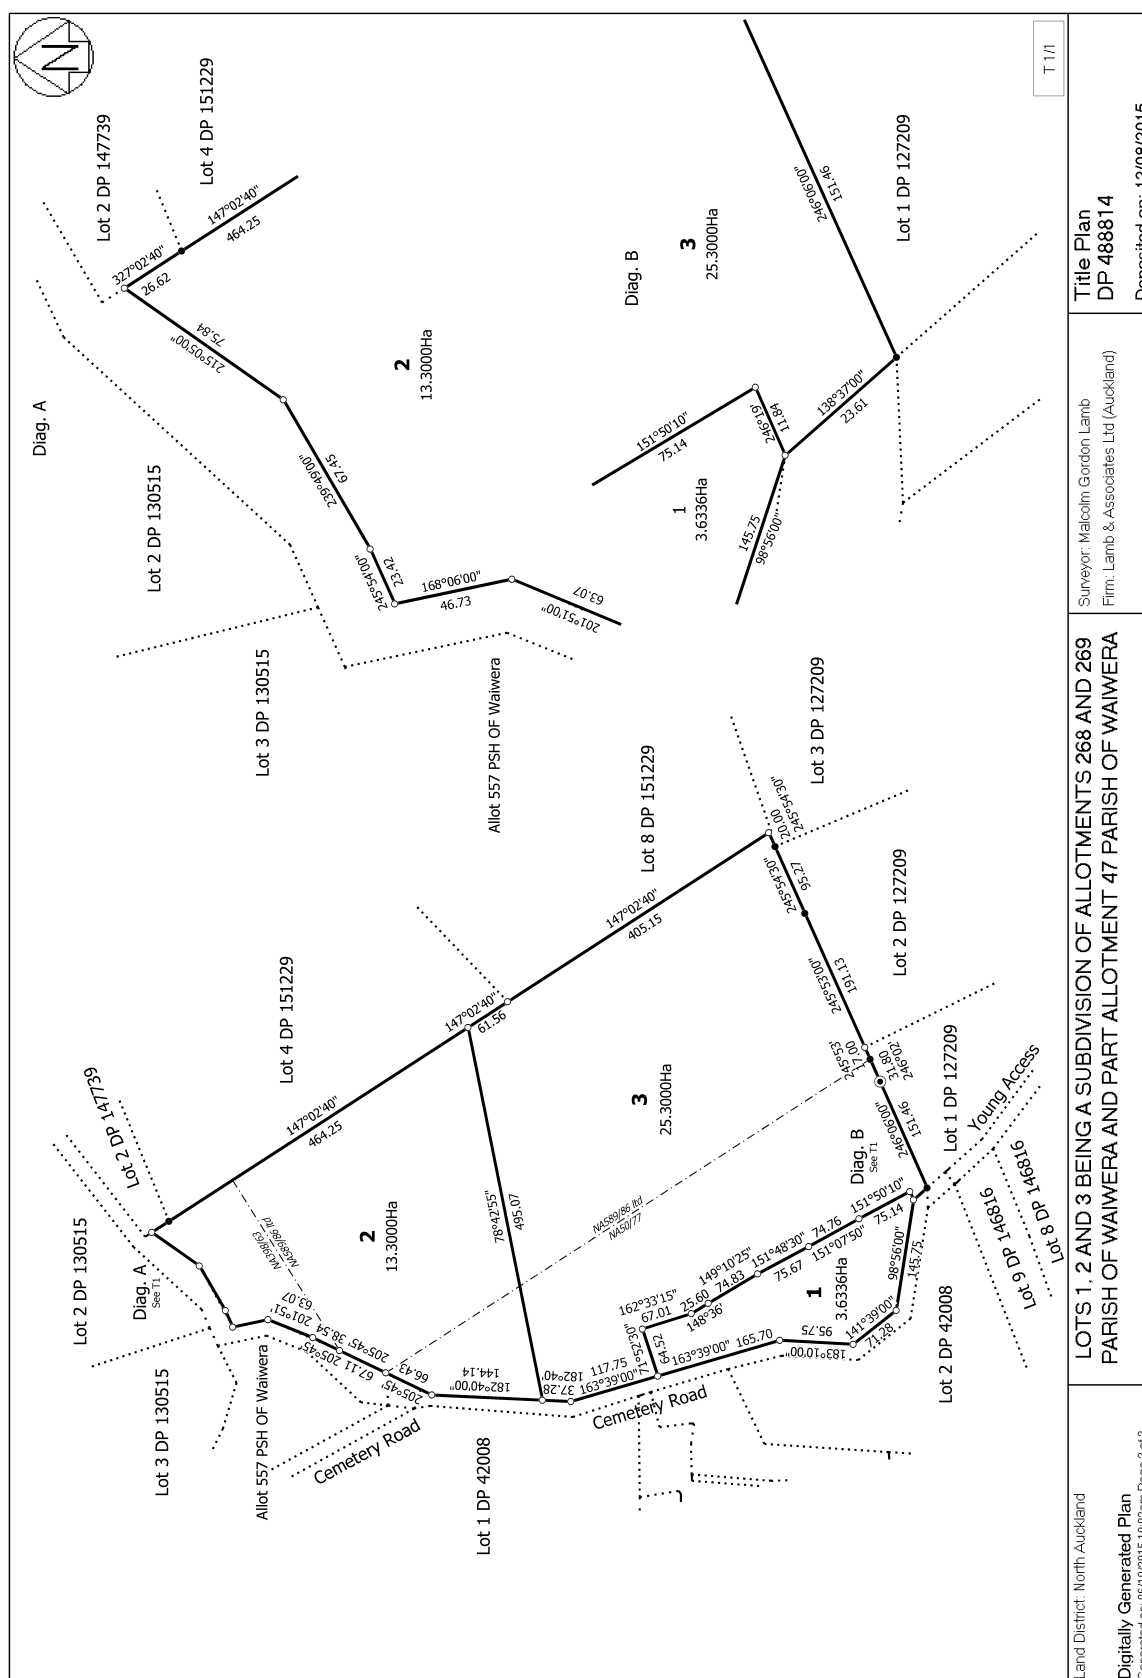 N
Diag. A
Lot 2 DP 147739
Lot 4 DP 151229
327°02'40"
26.62
147°02'40"
464.25
215°05'00"
75.84
Lot 2 DP 130515
239°49'00"
67.45
2
13.3000Ha
245°54'00"
23.42
168°06'00"
46.73
201°51'00"
63.07
Lot 3 DP 130515
Allot 557 PSH OF Waiwera
Diag. B
3
25.3000Ha
151°50'10"
75.14
246°19'
11.84
1
3.6336Ha
145.75
98°56'00"
138°37'00"
23.61
246°06'00"
151.46
Lot 1 DP 127209
T 1/1
Lot 2 DP 147739
Lot 4 DP 151229
Lot 2 DP 130515
Diag. A
See T1
Lot 3 DP 130515
Allot 557 PSH OF Waiwera
147°02'40"
464.25
NA398/63
NA589/86 ltd
2
13.3000Ha
63.07
201°51'
38.54
205°45'
67.11
205°45'
66.43
205°45'
144.14
182°40'00"
Cemetery Road
Lot 1 DP 42008
78°42'55"
495.07
147°02'40"
61.56
Lot 8 DP 151229
147°02'40"
405.15
Lot 3 DP 127209
20.00
245°54'30"
245°54'30"
95.27
Lot 2 DP 127209
245°53'00"
191.13
245°53'
17.00
31.80
246°02'
246°06'00"
151.46
Lot 1 DP 127209
3
25.3000Ha
NA589/86 ltd
NA50/77
Diag. B
See T1
182°40'
37.28
117.75
163°39'00"
Cemetery Road
71°52'30"
64.52
162°33'15"
67.01
25.60
148°36'
149°10'25"
74.83
151°48'30"
75.67
74.76
151°07'50"
151°50'10"
75.14
163°39'00"
165.70
95.75
183°10'00"
141°39'00"
71.28
98°56'00"
145.75
1
3.6336Ha
Lot 2 DP 42008
Young Access
Lot 9 DP 146816
Lot 8 DP 146816
Land District: North Auckland
Digitally Generated Plan
LOTS 1, 2 AND 3 BEING A SUBDIVISION OF ALLOTMENTS 268 AND 269
PARISH OF WAIWERA AND PART ALLOTMENT 47 PARISH OF WAIWERA
Surveyor: Malcolm Gordon Lamb
Firm: Lamb & Associates Ltd (Auckland)
Title Plan
DP 488814
Deposited on: 13/08/2015